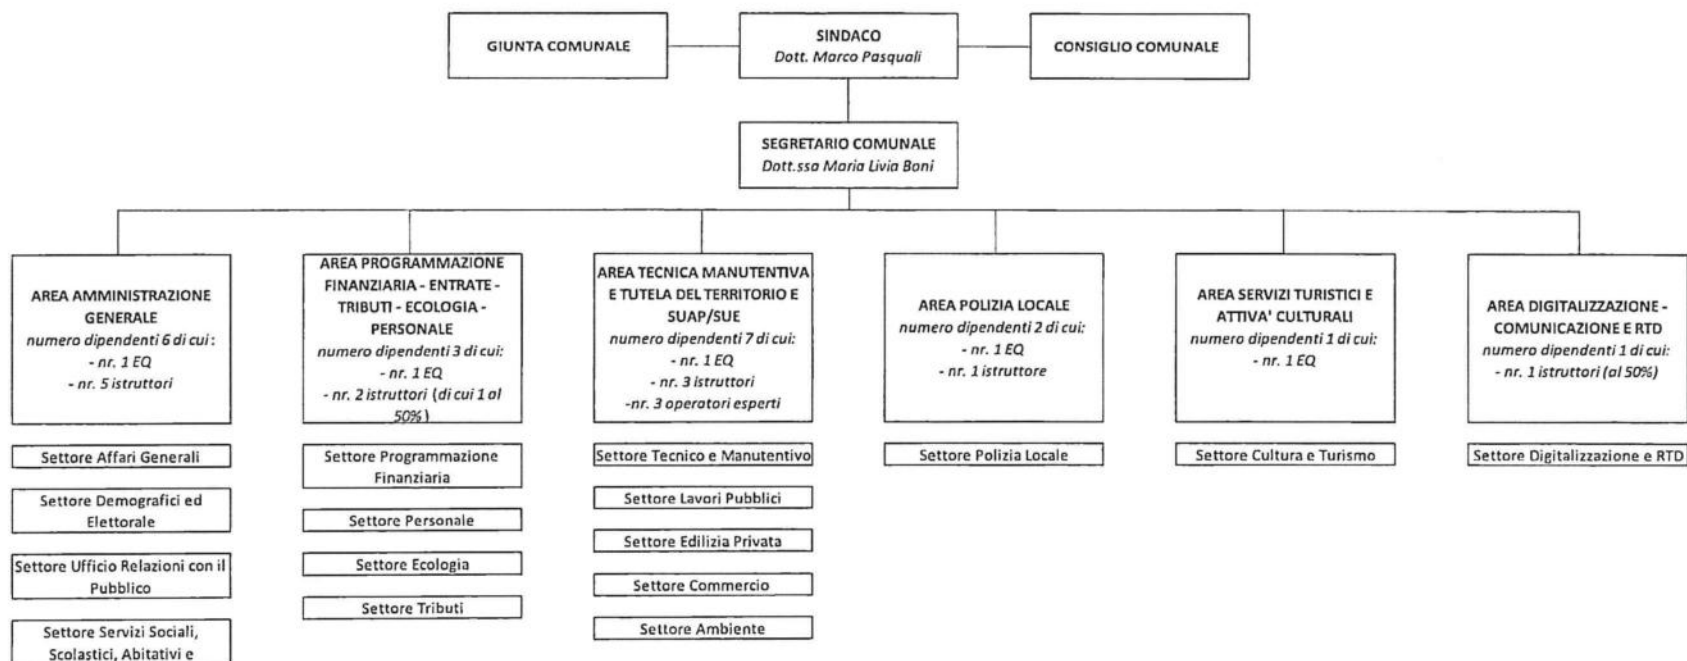 GIUNTA COMUNALE
SINDACO
Dott. Marco Pasquali
CONSIGLIO COMUNALE
SEGRETARIO COMUNALE
Dott.ssa Maria Livia Boni
AREA AMMINISTRAZIONE
GENERALE
numero dipendenti 6 di cui :
- nr. 1 EQ
- nr. 5 istruttori
AREA PROGRAMMAZIONE
FINANZIARIA - ENTRATE -
TRIBUTI - ECOLOGIA -
PERSONALE
numero dipendenti 3 di cui:
- nr. 1 EQ
- nr. 2 istruttori (di cui 1 al
50% )
AREA TECNICA MANUTENTIVA
E TUTELA DEL TERRITORIO E
SUAP/SUE
numero dipendenti 7 di cui:
- nr. 1 EQ
- nr. 3 istruttori
-nr. 3 operatori esperti
AREA POLIZIA LOCALE
numero dipendenti 2 di cui:
- nr. 1 EQ
- nr. 1 istruttore
AREA SERVIZI TURISTICI E
ATTIVA' CULTURALI
numero dipendenti 1 di cui:
- nr. 1 EQ
AREA DIGITALIZZAZIONE -
COMUNICAZIONE E RTD
numero dipendenti 1 di cui:
- nr. 1 istruttori (al 50%)
Settore Affari Generali
Settore Demografici ed
Elettorale
Settore Ufficio Relazioni con il
Pubblico
Settore Servizi Sociali,
Scolastici, Abitativi e
Settore Programmazione
Finanziaria
Settore Personale
Settore Ecologia
Settore Tributi
Settore Tecnico e Manutentivo
Settore Lavori Pubblici
Settore Edilizia Privata
Settore Commercio
Settore Ambiente
Settore Polizia Locale
Settore Cultura e Turismo
Settore Digitalizzazione e RTD